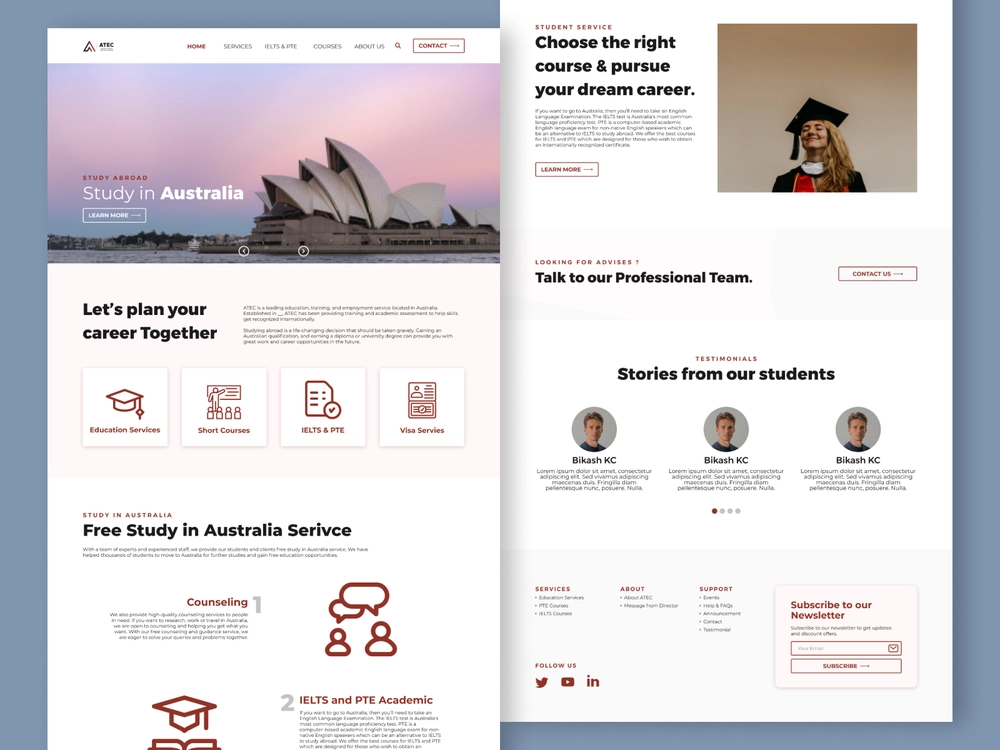 ATEC
HOME
SERVICES
IELTS & PTE
COURSES
ABOUT US
CONTACT
STUDY ABROAD
Study in Australia
LEARN MORE
Let's plan your
career Together
ATEC is a leading education, training, and employment service located in Australia.
Established in __ ATEC has been providing training and academic assessment to help skills
get recognized internationally.
Studying abroad is a life-changing decision that should be taken gravely. Gaining an
Australian qualification, and earning a diploma or university degree can provide you with
great work and career opportunities in the future.
Education Services
Short Courses
IELTS & PTE
Visa Servies
STUDY IN AUSTRALIA
Free Study in Australia Serivce
With a team of experts and experienced staff, we provide our students and clients free study in Australia service. We have
helped thousands of students to move to Australia for further studies and gain free education opportunities.
Counseling
1
We also provide high-quality counseling services to people
in need. If you want to research, work or travel in Australia,
we are open to counseling and helping you get what you
want. With our free counseling and guidance service, we
are eager to solve your queries and problems together.
2
IELTS and PTE Academic
If you want to go to Australia, then you'll need to take an
English Language Examination. The IELTS test is Australia's
most common language proficiency test. PTE is a
computer-based academic English language exam for non-
native English speakers which can be an alternative to IELTS
to study abroad. We offer the best courses for IELTS and PTE
which are designed for those who wish to obtain an
STUDENT SERVICE
Choose the right
course & pursue
your dream career.
If you want to go to Australia, then you'll need to take an English
Language Examination. The IELTS test is Australia's most common
language proficiency test. PTE is a computer-based academic
English language exam for non-native English speakers which can
be an alternative to IELTS to study abroad. We offer the best courses
for IELTS and PTE which are designed for those who wish to obtain
an internationally recognized certificate.
LEARN MORE
LOOKING FOR ADVISES ?
Talk to our Professional Team.
CONTACT US
TESTIMONIALS
Stories from our students
Bikash KC
Lorem ipsum dolor sit amet, consectetur
adipiscing elit. Sed vivamus adipiscing
maecenas duis. Fringilla diam
pellentesque nunc, posuere. Nulla.
Bikash KC
Lorem ipsum dolor sit amet, consectetur
adipiscing elit. Sed vivamus adipiscing
maecenas duis. Fringilla diam
pellentesque nunc, posuere. Nulla.
Bikash KC
Lorem ipsum dolor sit amet, consectetur
adipiscing elit. Sed vivamus adipiscing
maecenas duis. Fringilla diam
pellentesque nunc, posuere. Nulla.
SERVICES
Education Services
PTE Courses
IELTS Courses
ABOUT
About ATEC
Message from Director
SUPPORT
Events
Help & FAQs
Announcement
Contact
Testimonial
FOLLOW US
Subscribe to our
Newsletter
Subscribe to our newsletter to get updates
and discount offers.
Your Email
SUBSCRIBE